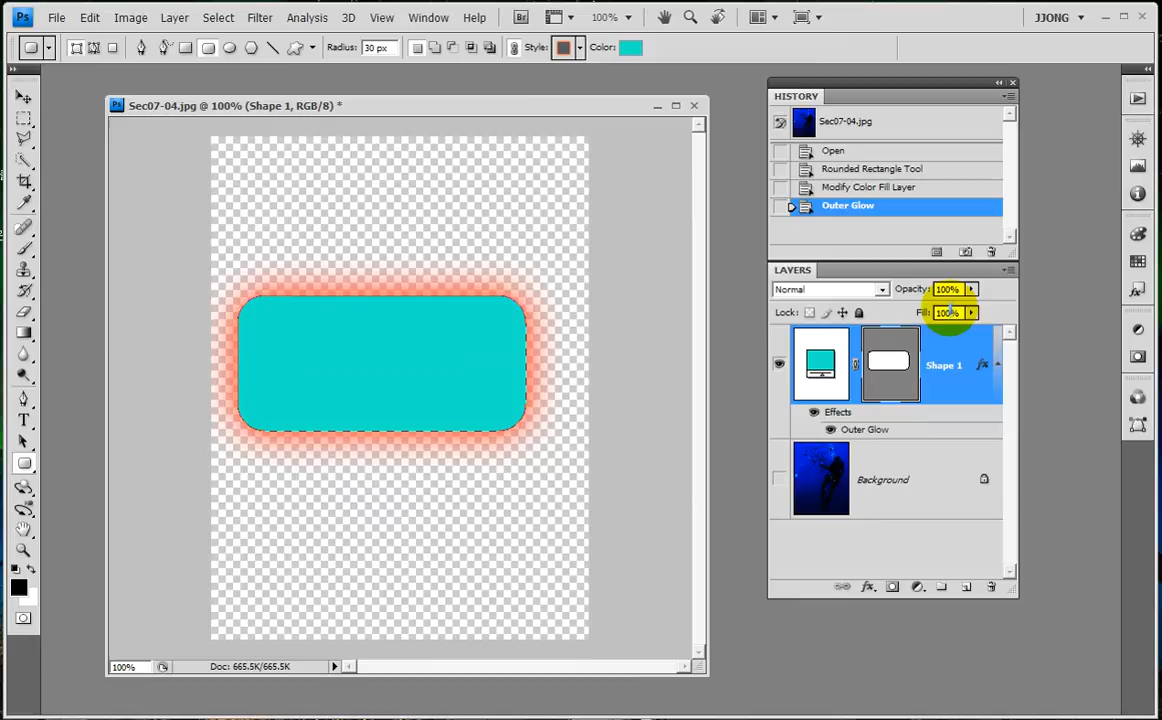 Ps File Edit Image Layer Select Filter Analysis 3D View Window Help Br 100% JJONG
Radius: 30 px Style: Color:
Sec07-04.jpg @ 100% (Shape 1, RGB/8) *
HISTORY
Sec07-04.jpg
Open
Rounded Rectangle Tool
Modify Color Fill Layer
Outer Glow
LAYERS
Normal Opacity: 100%
Lock: Fill: 100%
Shape 1 fx
Effects
Outer Glow
Background
fx
100% Doc: 665.5K/665.5K